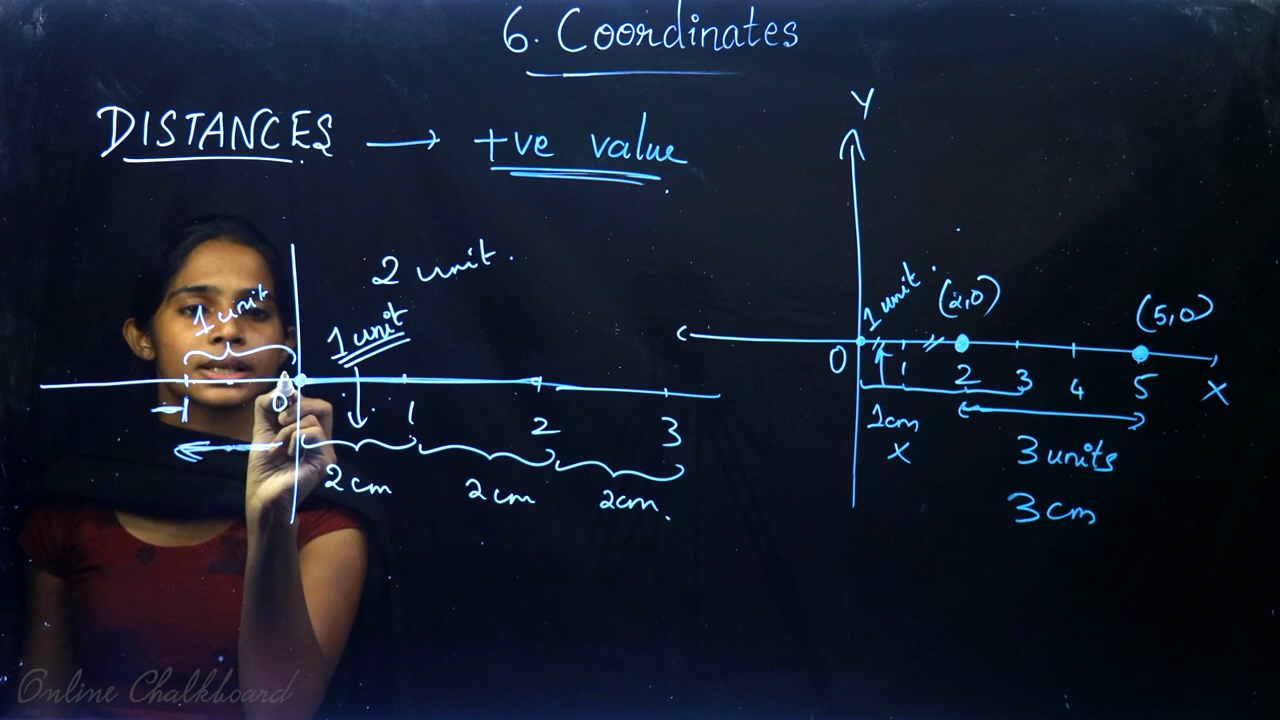 6. Coordinates
DISTANCES → +ve value
Y
2 unit.
1 unit
1 unit
1 unit
(2,0)
(5,0)
-1
0
1
2
3
0
1
2
3
4
5
X
2cm
2cm
2cm.
1cm
X
3 units
3cm
Online Chalkboard